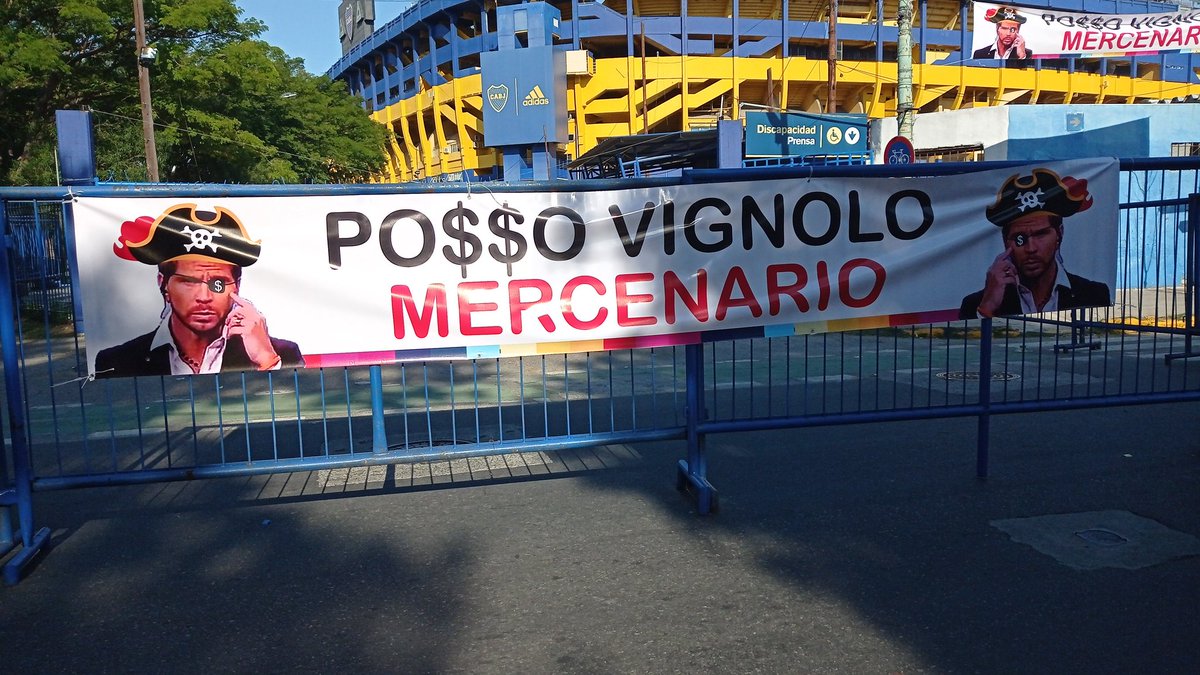 PO$$O VIGNOLO
MERCENAR
CABJ
adidas
Discapacidad
Prensa
PO$$O VIGNOLO
MERCENARIO
$
$